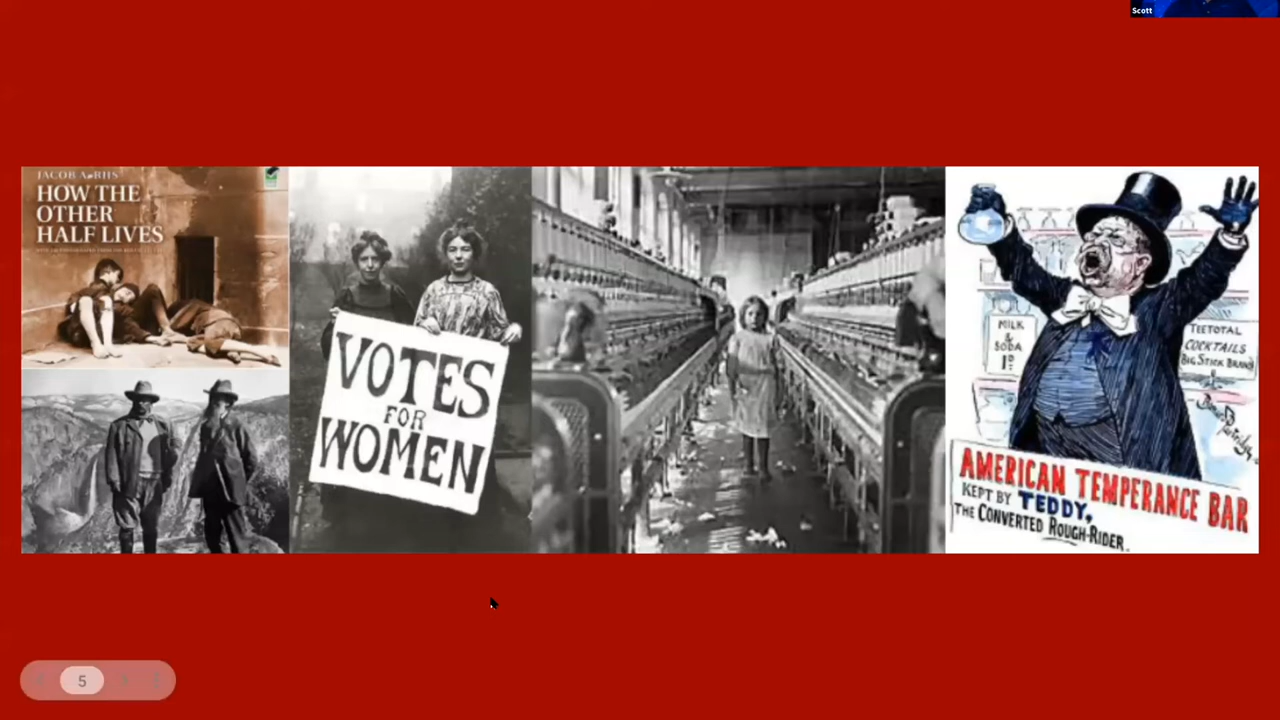 Scott
JACOB A. RIIS
HOW THE
OTHER
HALF LIVES
VOTES
FOR
WOMEN
MILK
&
SODA
1D
TEETOTAL
COCKTAILS
BIG STICK BRAND
AMERICAN TEMPERANCE BAR
KEPT BY TEDDY,
THE CONVERTED ROUGH-RIDER.
5